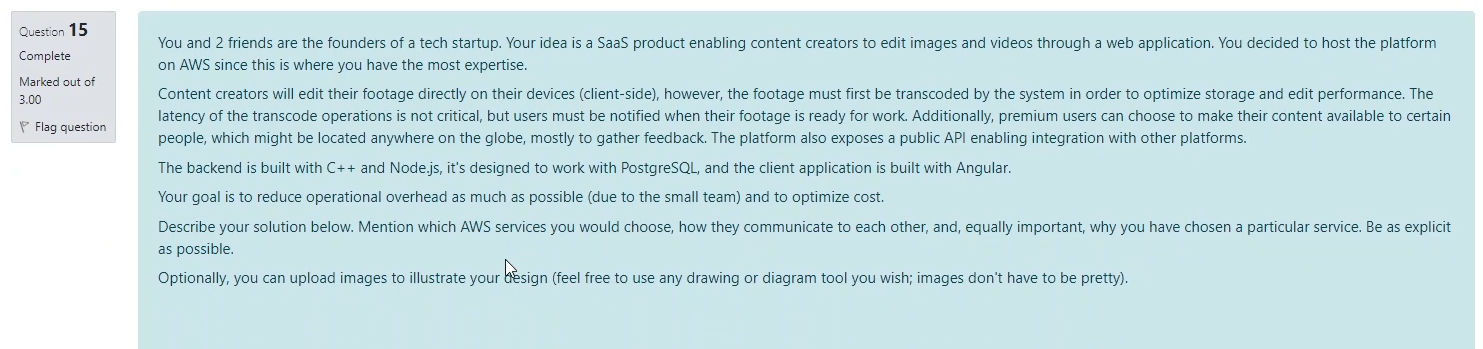 Question 15
Complete
Marked out of
3.00
Flag question
You and 2 friends are the founders of a tech startup. Your idea is a SaaS product enabling content creators to edit images and videos through a web application. You decided to host the platform
on AWS since this is where you have the most expertise.
Content creators will edit their footage directly on their devices (client-side), however, the footage must first be transcoded by the system in order to optimize storage and edit performance. The
latency of the transcode operations is not critical, but users must be notified when their footage is ready for work. Additionally, premium users can choose to make their content available to certain
people, which might be located anywhere on the globe, mostly to gather feedback. The platform also exposes a public API enabling integration with other platforms.
The backend is built with C++ and Node.js, it's designed to work with PostgreSQL, and the client application is built with Angular.
Your goal is to reduce operational overhead as much as possible (due to the small team) and to optimize cost.
Describe your solution below. Mention which AWS services you would choose, how they communicate to each other, and, equally important, why you have chosen a particular service. Be as explicit
as possible.
Optionally, you can upload images to illustrate your design (feel free to use any drawing or diagram tool you wish; images don't have to be pretty).